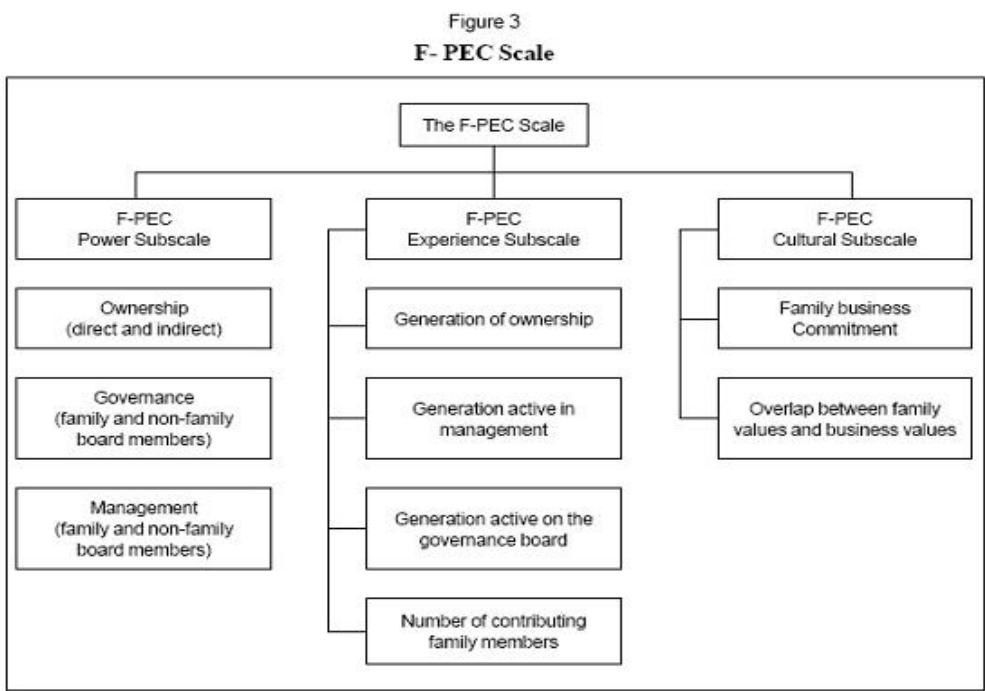 Figure 3
F- PEC Scale
The F-PEC Scale
F-PEC
Power Subscale
Ownership
(direct and indirect)
Governance
(family and non-family
board members)
Management
(family and non-family
board members)
F-PEC
Experience Subscale
Generation of ownership
Generation active in
management
Generation active on the
governance board
Number of contributing
family members
F-PEC
Cultural Subscale
Family business
Commitment
Overlap between family
values and business values